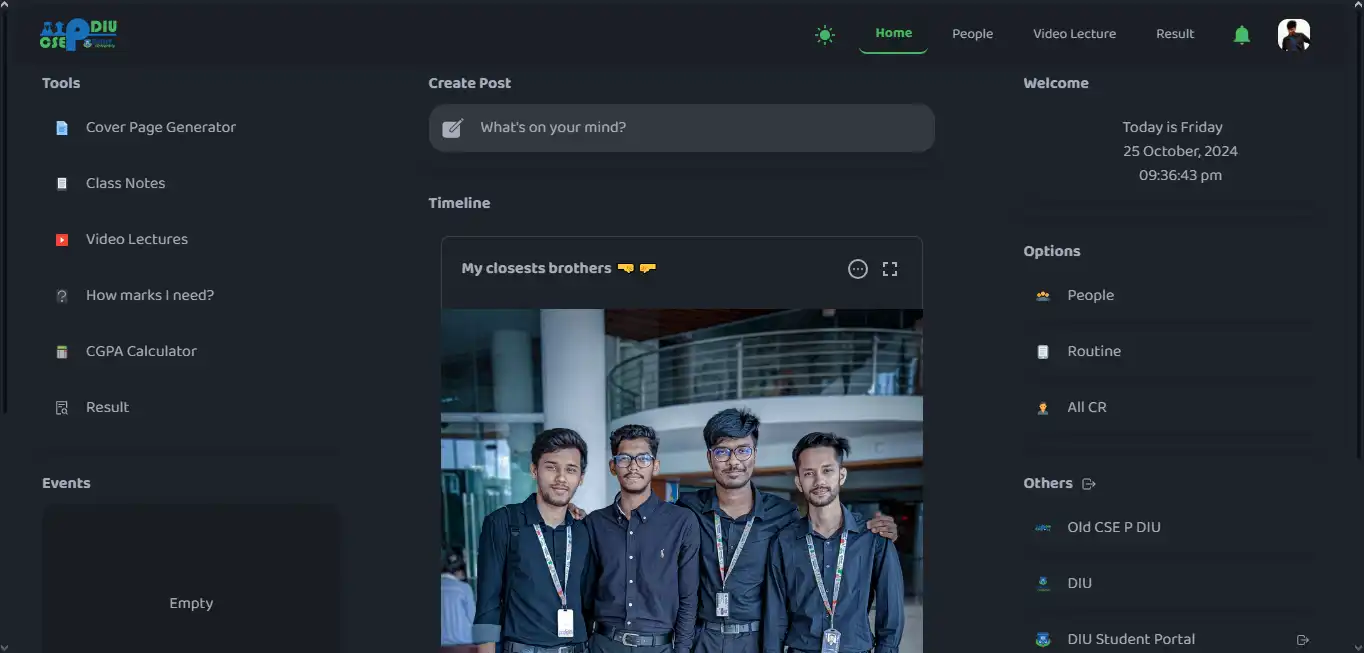 DIU
CSE
P
Home
People
Video Lecture
Result
Tools
Cover Page Generator
Class Notes
Video Lectures
How marks I need?
CGPA Calculator
Result
Events
Empty
Create Post
What's on your mind?
Timeline
My closests brothers 🤜 🤛
Welcome
Today is Friday
25 October, 2024
09:36:43 pm
Options
People
Routine
All CR
Others
Old CSE P DIU
DIU
DIU Student Portal